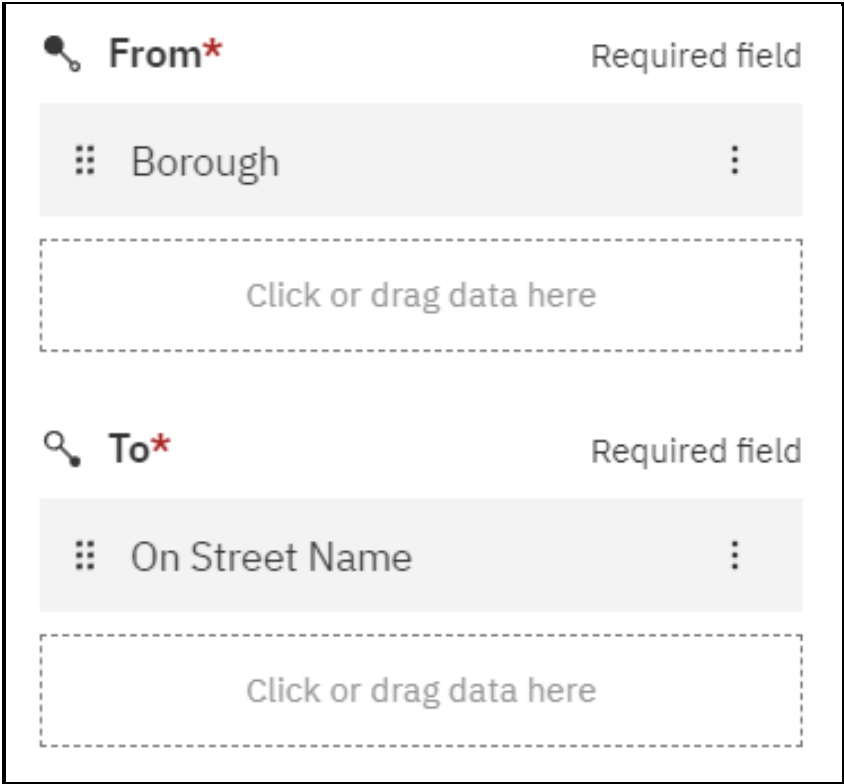 From* Required field
Borough
Click or drag data here
To* Required field
On Street Name
Click or drag data here